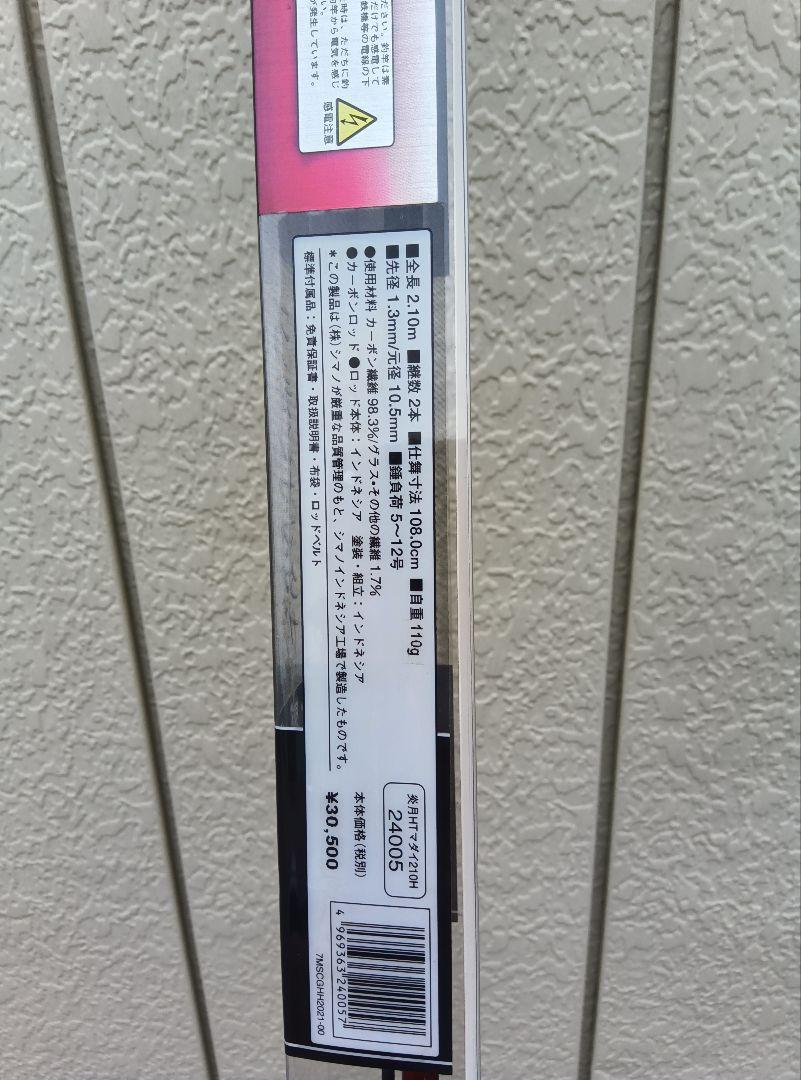 ださい。釣竿は素
だけでも感電して
鉄橋等の電線の下
時は、ただちに釣
釣竿から電気を感じ
が発生しています。
感電注意
■全長 2.10m ■継数 2本 ■仕舞寸法 108.0cm ■自重 110g
■先径 1.3mm/元径 10.5mm ■錘負荷 5〜12号
●使用材料 カーボン繊維 98.3%/グラス・その他の繊維 1.7%
●カーボンロッド ●ロッド本体：インドネシア 塗装・組立：インドネシア
＊この製品は(株)シマノが厳重な品質管理のもと、シマノインドネシア工場で製造したものです。
標準付属品：免責保証書・取扱説明書・布袋・ロッドベルト
炎月HTマダイ210H
24005
本体価格(税別)
¥30,500
4 969363 240057
7MSCGHH2021-00